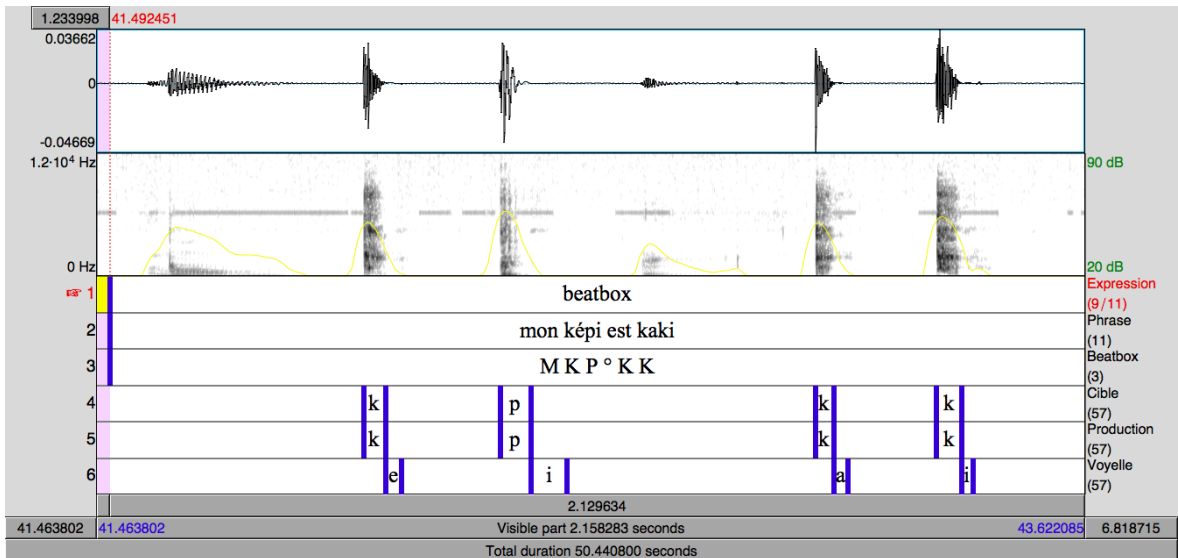 1.233998 41.492451
0.03662
0
-0.04669
1.2·10⁴ Hz 90 dB
0 Hz 20 dB
☞ 1 beatbox Expression (9/11)
2 mon képi est kaki Phrase (11)
3 M K P ° K K Beatbox (3)
4 k p k k Cible (57)
5 k p k k Production (57)
6 e i a i Voyelle (57)
2.129634
41.463802 41.463802 Visible part 2.158283 seconds 43.622085 6.818715
Total duration 50.440800 seconds